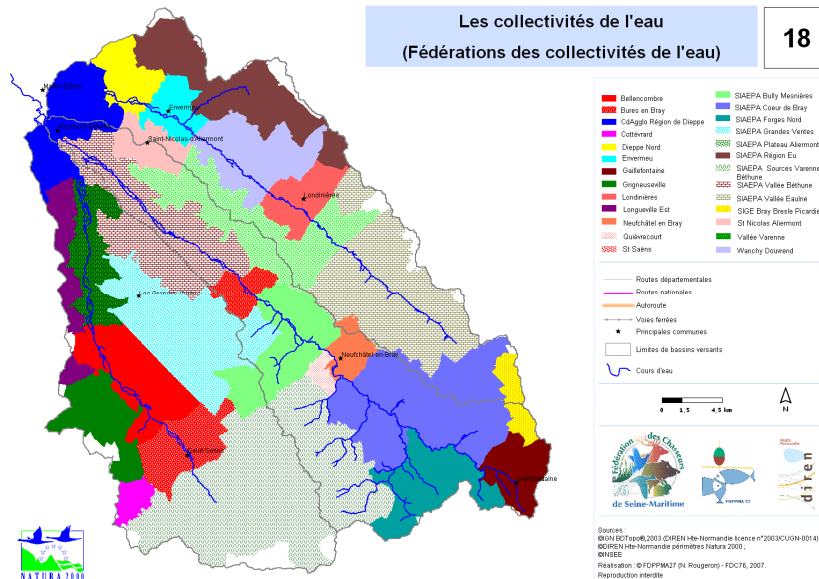 Les collectivités de l'eau
(Fédérations des collectivités de l'eau)
18
Envermeu
Saint-Nicolas-d'Aliermont
Londinières
Neufchâtel-en-Bray
Bellencombre
Bures en Bray
CdAgglo Région de Dieppe
Cottévrard
Dieppe Nord
Envermeu
Gaillefontaine
Grigneuseville
Londinières
Longueville Est
Neufchâtel en Bray
Quièvrecourt
St Saëns
SIAEPA Bully Mesnières
SIAEPA Coeur de Bray
SIAEPA Forges Nord
SIAEPA Grandes Ventes
SIAEPA Plateau Aliermont
SIAEPA Région Eu
SIAEPA Sources Varenne
Béthune
SIAEPA Vallée Béthune
SIAEPA Vallée Eaulne
SIGE Bray Bresle Picardie
St Nicolas Aliermont
Vallée Varenne
Wanchy Douvrend
Routes départementales
Routes nationales
Autoroute
Voies ferrées
Principales communes
Limites de bassins versants
Cours d'eau
0 1,5 4,5 km
N
Fédération des Chasseurs
de Seine-Maritime
FDPPMA 76
Haute-
Normandie
diren
NATURA 2000
Sources :
©IGN BDTopo®,2003 (DIREN Hte-Normandie licence n°2003/CUGN-0014)
©DIREN Hte-Normandie périmètres Natura 2000 ;
©INSEE
Réalisation : © FDPPMA27 (N. Rougeron) - FDC76, 2007.
Reproduction interdite